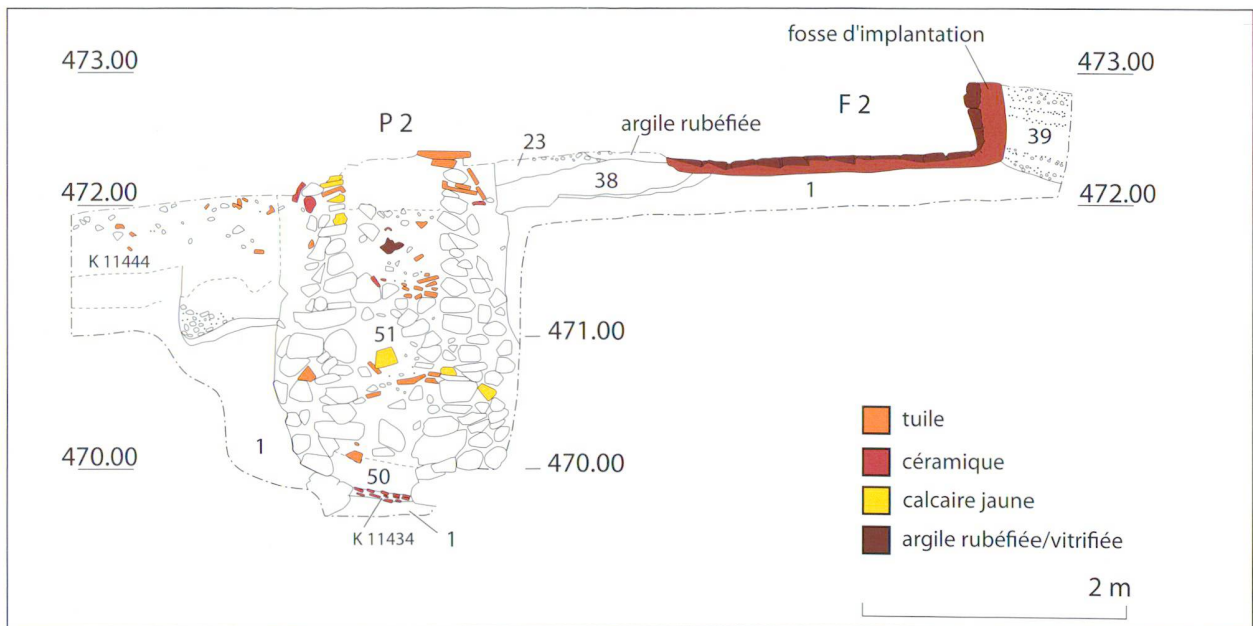 fosse d'implantation
473.00
473.00
F 2
P 2
argile rubéfiée
23
39
38
1
472.00
472.00
K 11444
51
471.00
tuile
1
céramique
470.00
470.00
50
calcaire jaune
K 11434
1
argile rubéfiée/vitrifiée
2 m